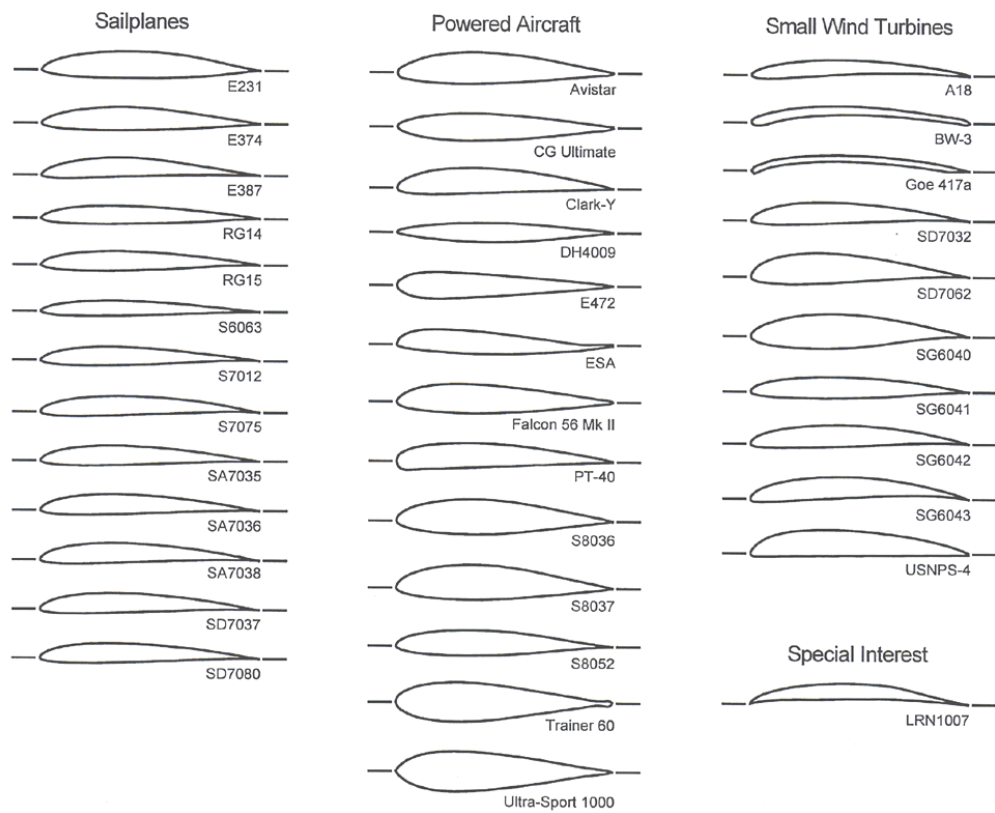 Sailplanes
E231
E374
E387
RG14
RG15
S6063
S7012
S7075
SA7035
SA7036
SA7038
SD7037
SD7080
Powered Aircraft
Avistar
CG Ultimate
Clark-Y
DH4009
E472
ESA
Falcon 56 Mk II
PT-40
S8036
S8037
S8052
Trainer 60
Ultra-Sport 1000
Small Wind Turbines
A18
BW-3
Goe 417a
SD7032
SD7062
SG6040
SG6041
SG6042
SG6043
USNPS-4
Special Interest
LRN1007